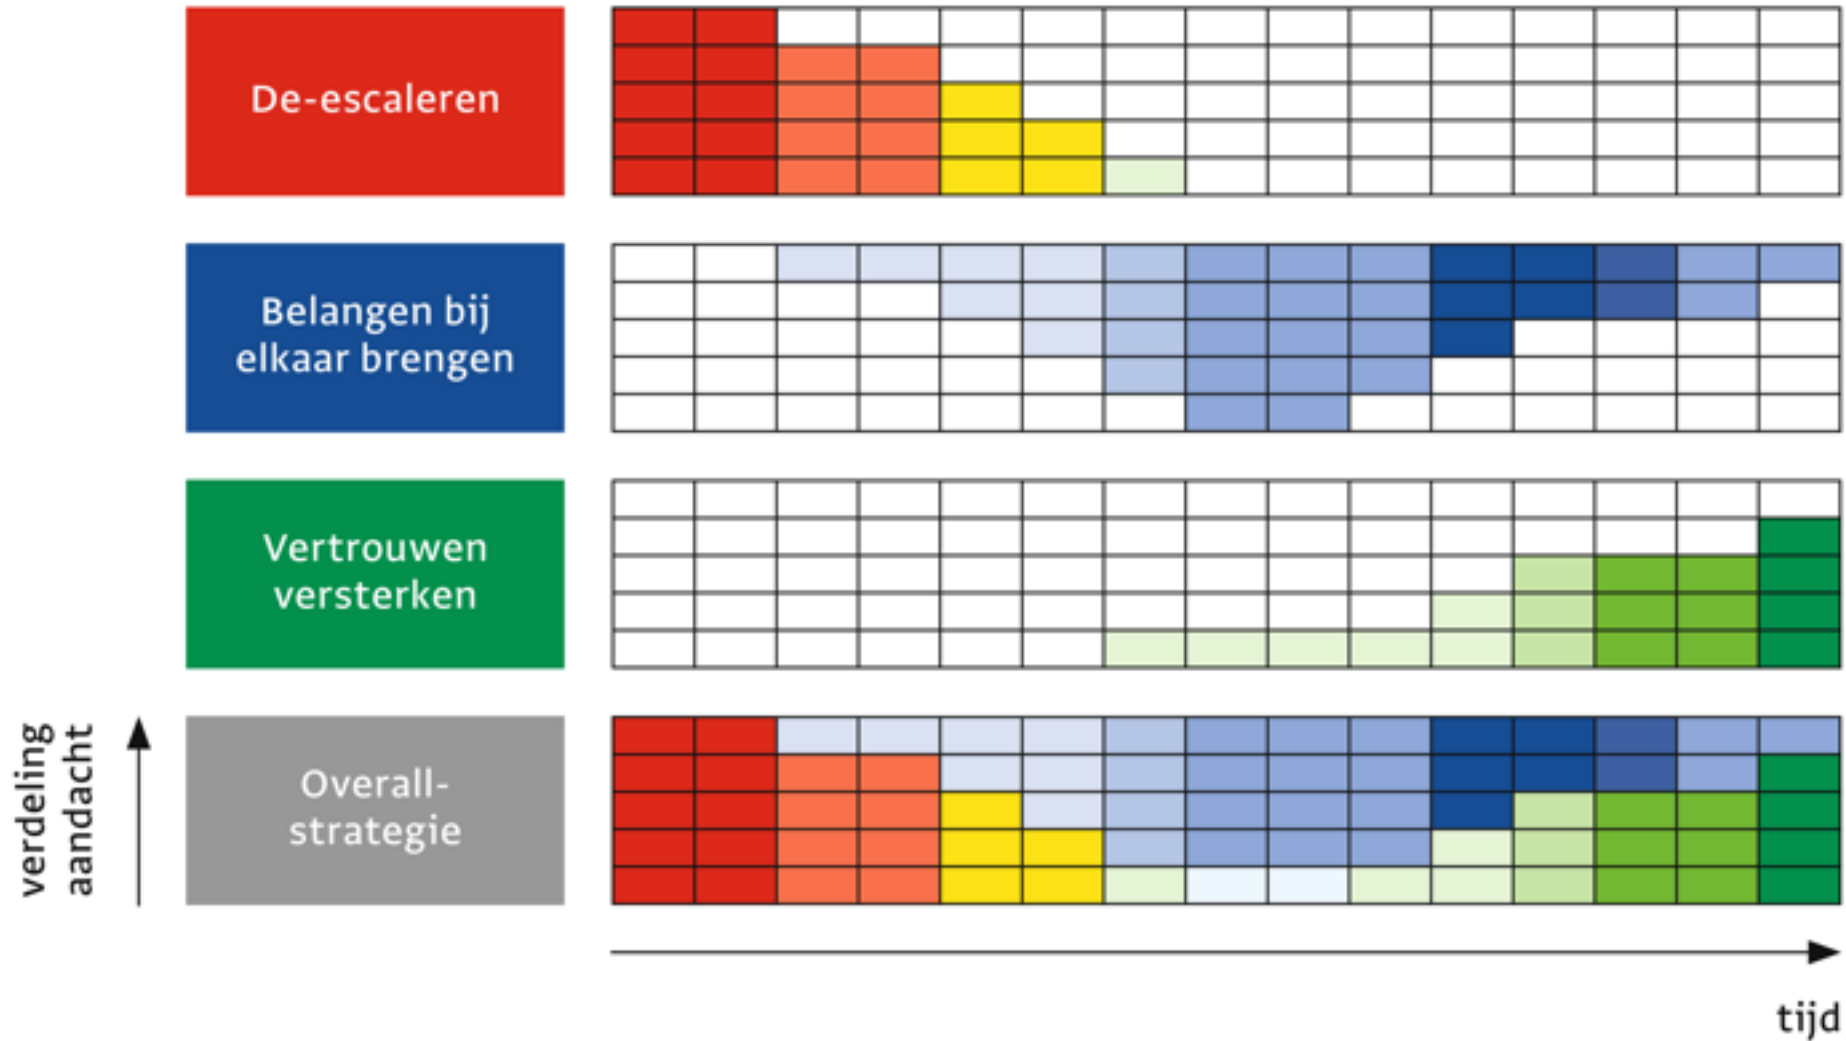 De-escaleren
Belangen bij
elkaar brengen
Vertrouwen
versterken
verdeling
aandacht
Overall-
strategie
tijd